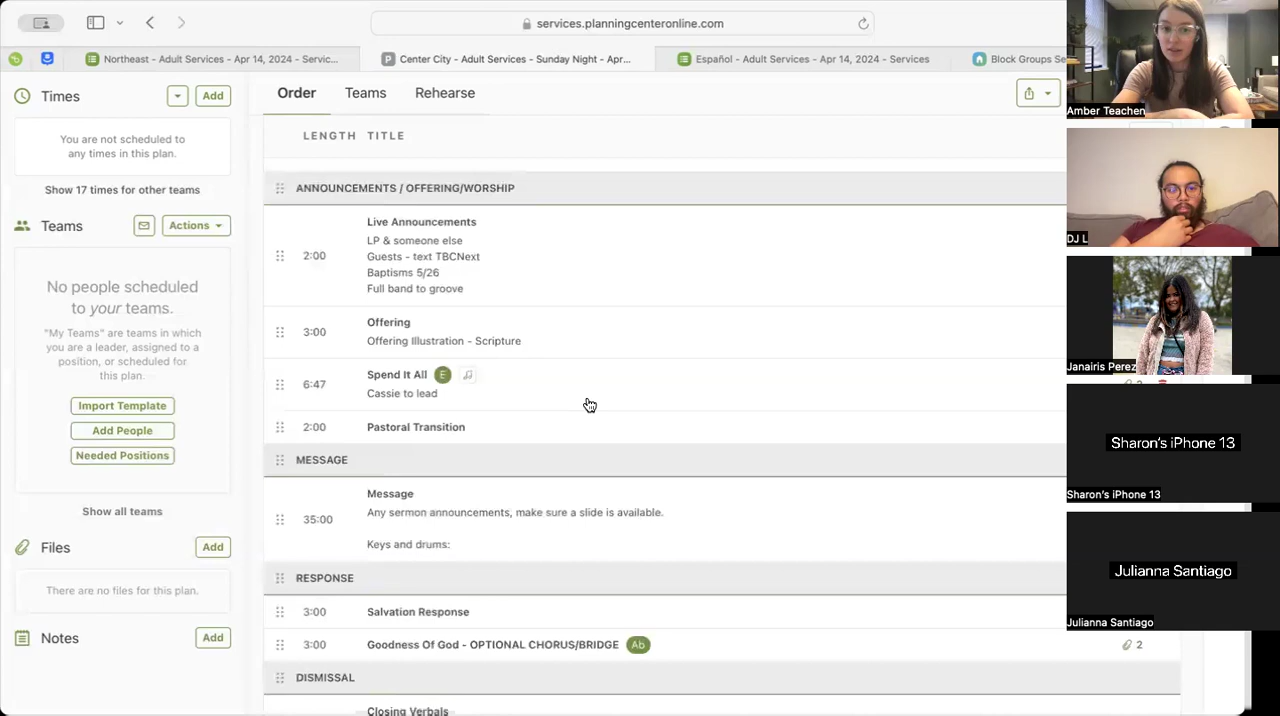 services.planningcenteronline.com
Northeast - Adult Services - Apr 14, 2024 - Servic...
Center City - Adult Services - Sunday Night - Apr...
Español - Adult Services - Apr 14, 2024 - Services
Block Groups Se
Times
Add
You are not scheduled to
any times in this plan.
Show 17 times for other teams
Teams
Actions
No people scheduled
to your teams.
"My Teams" are teams in which
you are a leader, assigned to a
position, or scheduled for
this plan.
Import Template
Add People
Needed Positions
Show all teams
Files
Add
There are no files for this plan.
Notes
Add
Order
Teams
Rehearse
LENGTH TITLE
ANNOUNCEMENTS / OFFERING/WORSHIP
2:00
Live Announcements
LP & someone else
Guests - text TBCNext
Baptisms 5/26
Full band to groove
3:00
Offering
Offering Illustration - Scripture
6:47
Spend It All E
Cassie to lead
2:00 Pastoral Transition
MESSAGE
35:00
Message
Any sermon announcements, make sure a slide is available.
Keys and drums:
RESPONSE
3:00 Salvation Response
3:00 Goodness Of God - OPTIONAL CHORUS/BRIDGE Ab 2
DISMISSAL
Closing Verbals
Amber Teachen
DJ L
Janairis Perez
Sharon's iPhone 13
Sharon's iPhone 13
Julianna Santiago
Julianna Santiago